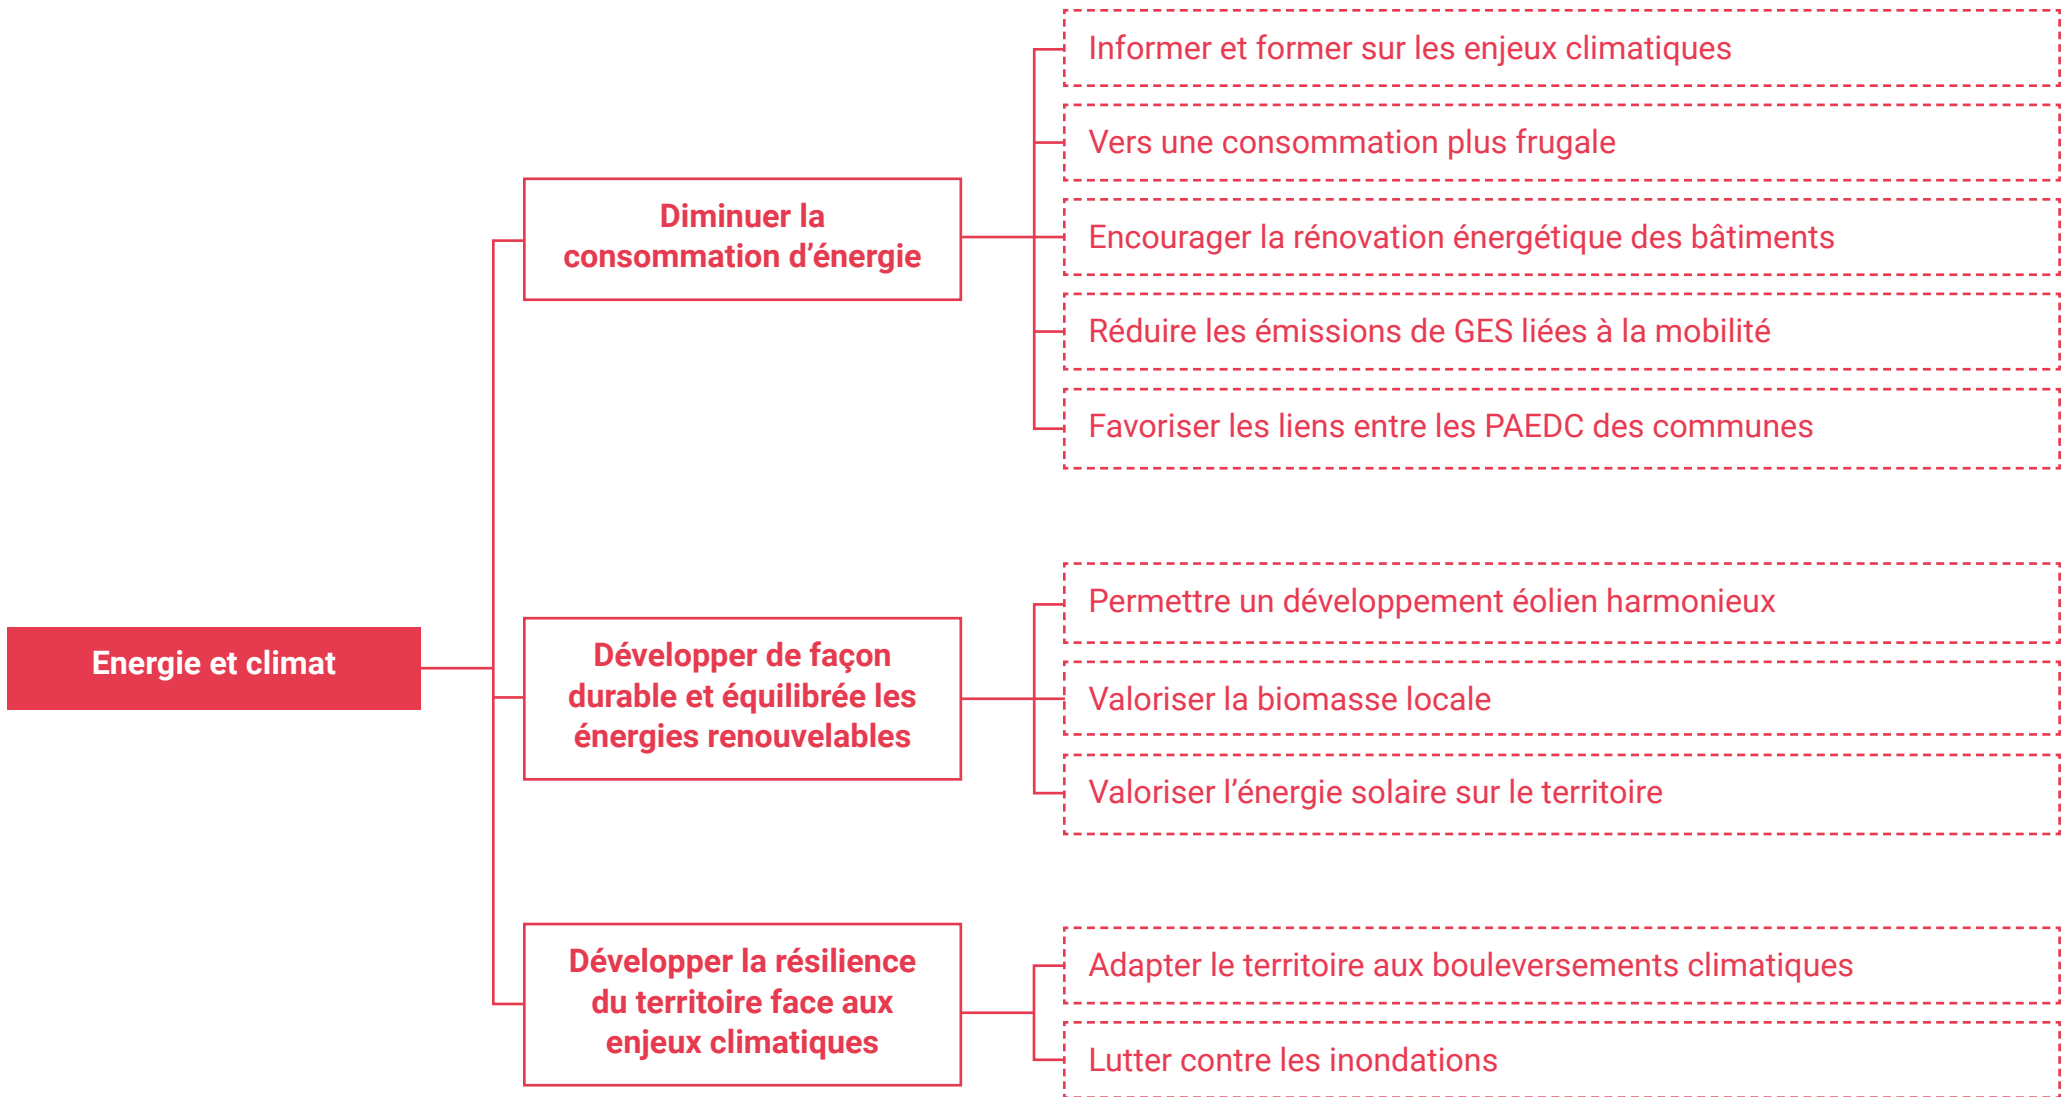 Energie et climat
Diminuer la
consommation d’énergie
Informer et former sur les enjeux climatiques
Vers une consommation plus frugale
Encourager la rénovation énergétique des bâtiments
Réduire les émissions de GES liées à la mobilité
Favoriser les liens entre les PAEDC des communes
Développer de façon
durable et équilibrée les
énergies renouvelables
Permettre un développement éolien harmonieux
Valoriser la biomasse locale
Valoriser l’énergie solaire sur le territoire
Développer la résilience
du territoire face aux
enjeux climatiques
Adapter le territoire aux bouleversements climatiques
Lutter contre les inondations